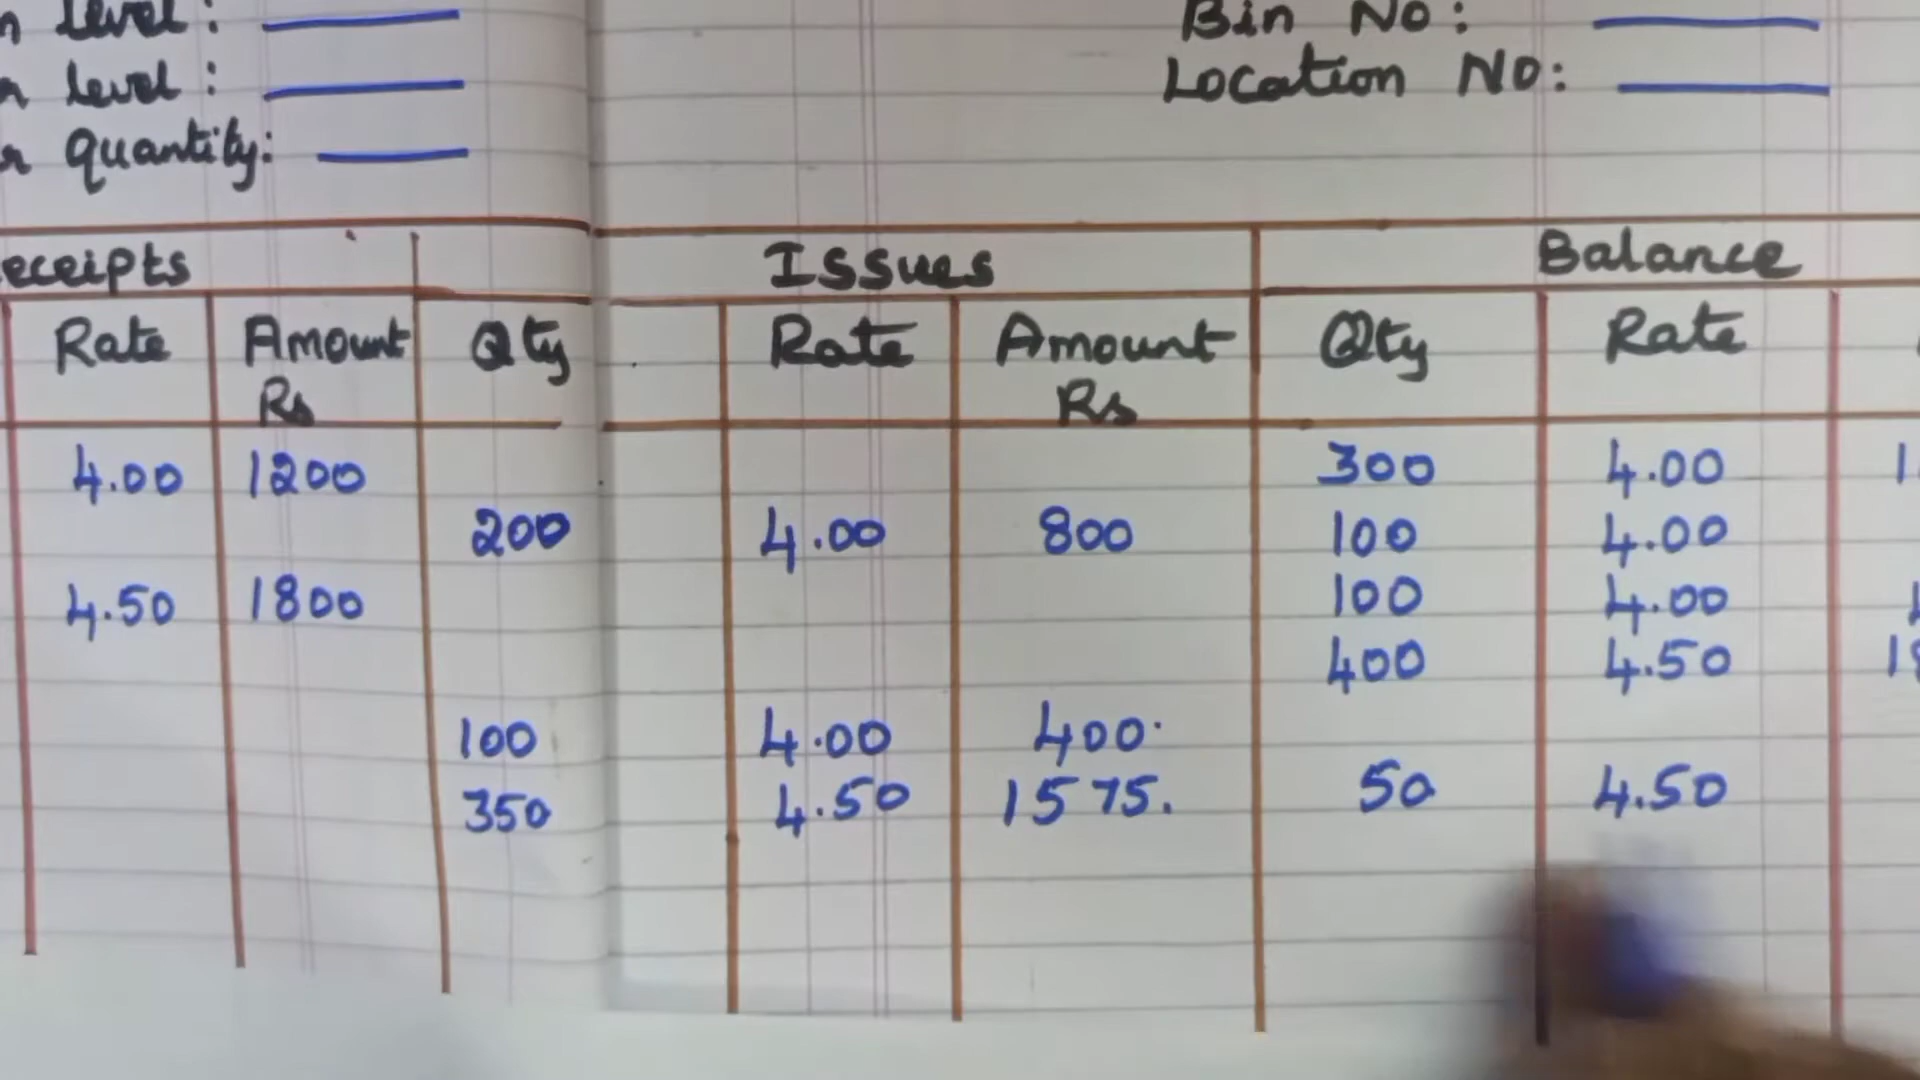 level: Bin No:
level: Location No:
quantity:
eceipts Issues Balance
Rate Amount Rs Qty Rate Amount Rs Qty Rate
4.00 1200 300 4.00
200 4.00 800 100 4.00
4.50 1800 100 4.00
400 4.50
100 4.00 400.
350 4.50 1575. 50 4.50